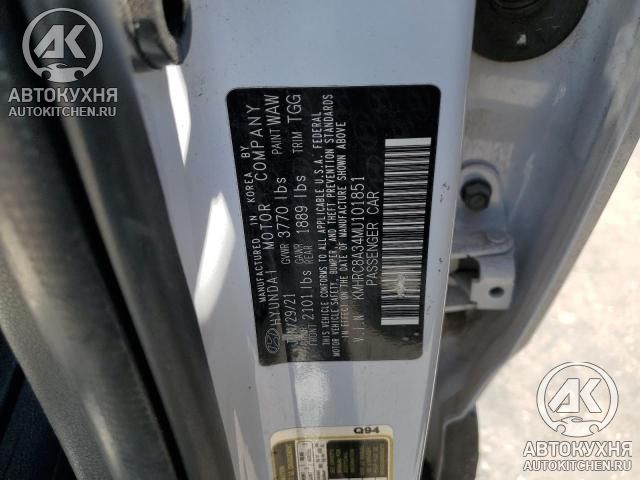 AK
АВТОКУХНЯ
AUTOKITCHEN.RU
MANUFACTURED IN KOREA BY
HYUNDAI MOTOR COMPANY
GVWR 3770 lbs PAINT WAW
FRONT 2101 lbs GAWR REAR 1889 lbs TRIM TGG
THIS VEHICLE CONFORMS TO ALL APPLICABLE U.S.A. FEDERAL
MOTOR VEHICLE SAFETY, BUMPER, AND THEFT PREVENTION STANDARDS
IN EFFECT ON THE DATE OF MANUFACTURE SHOWN ABOVE
V.I.N KMHRC8A34MU101851
PASSENGER CAR
Q94
AK
АВТОКУХНЯ
AUTOKITCHEN.RU